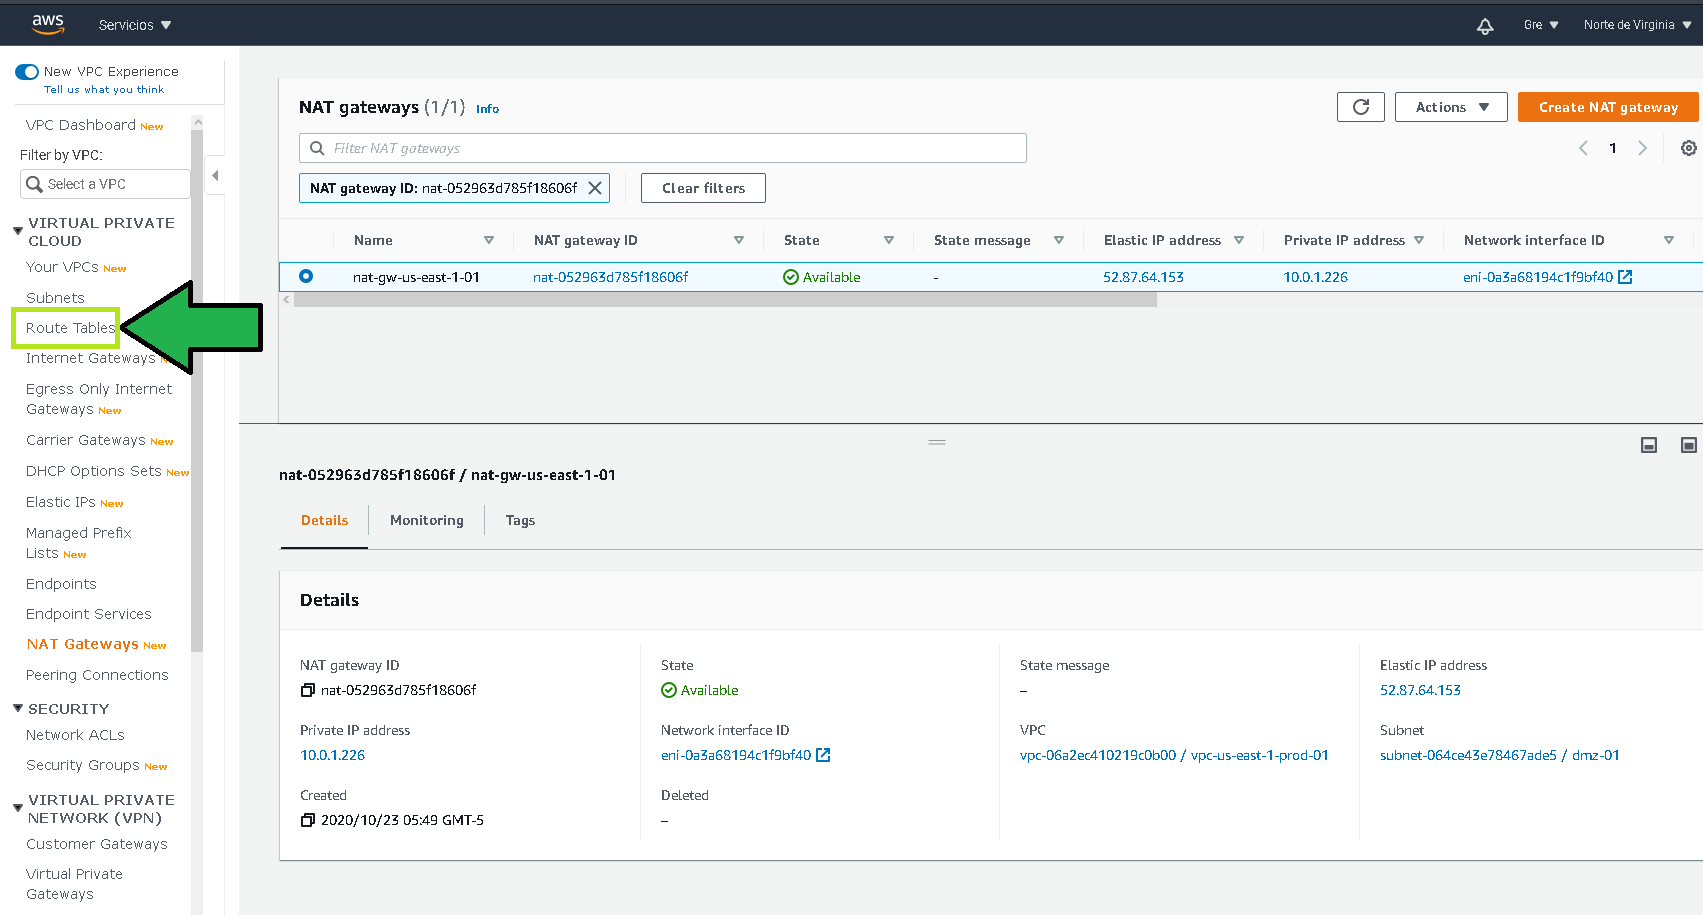 aws
Servicios
Gre
Norte de Virginia
New VPC Experience
Tell us what you think
VPC Dashboard New
Filter by VPC:
Select a VPC
VIRTUAL PRIVATE
CLOUD
Your VPCs New
Subnets
Route Tables
Internet Gateways
Egress Only Internet
Gateways New
Carrier Gateways New
DHCP Options Sets New
Elastic IPs New
Managed Prefix
Lists New
Endpoints
Endpoint Services
NAT Gateways New
Peering Connections
SECURITY
Network ACLs
Security Groups New
VIRTUAL PRIVATE
NETWORK (VPN)
Customer Gateways
Virtual Private
Gateways
NAT gateways (1/1) Info
Actions
Create NAT gateway
Filter NAT gateways
1
NAT gateway ID: nat-052963d785f18606f
Clear filters
Name NAT gateway ID State State message Elastic IP address Private IP address Network interface ID
nat-gw-us-east-1-01 nat-052963d785f18606f Available - 52.87.64.153 10.0.1.226 eni-0a3a68194c1f9bf40
nat-052963d785f18606f / nat-gw-us-east-1-01
Details Monitoring Tags
Details
NAT gateway ID
nat-052963d785f18606f
State
Available
State message
–
Elastic IP address
52.87.64.153
Private IP address
10.0.1.226
Network interface ID
eni-0a3a68194c1f9bf40
VPC
vpc-06a2ec410219c0b00 / vpc-us-east-1-prod-01
Subnet
subnet-064ce43e78467ade5 / dmz-01
Created
2020/10/23 05:49 GMT-5
Deleted
–